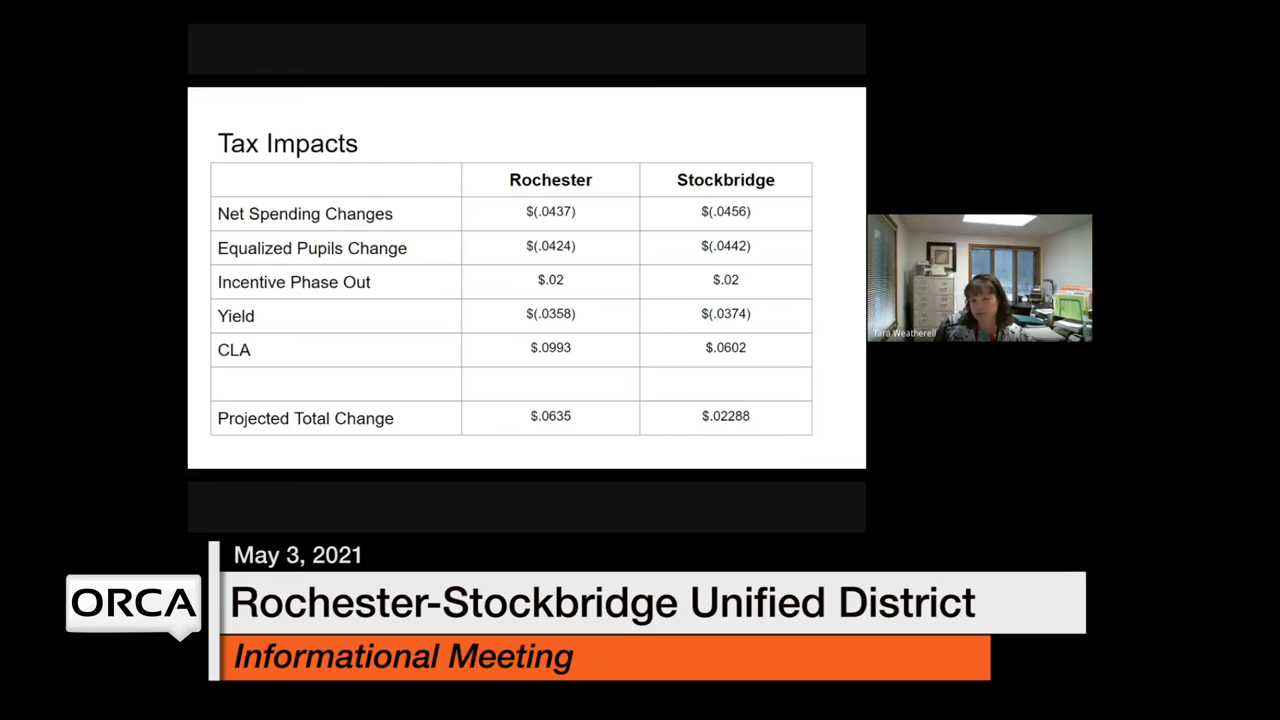 Tax Impacts
Rochester Stockbridge
Net Spending Changes $(.0437) $(.0456)
Equalized Pupils Change $(.0424) $(.0442)
Incentive Phase Out $.02 $.02
Yield $(.0358) $(.0374)
CLA $.0993 $.0602
Projected Total Change $.0635 $.02288
Tara Weatherell
May 3, 2021
ORCA
Rochester-Stockbridge Unified District
Informational Meeting